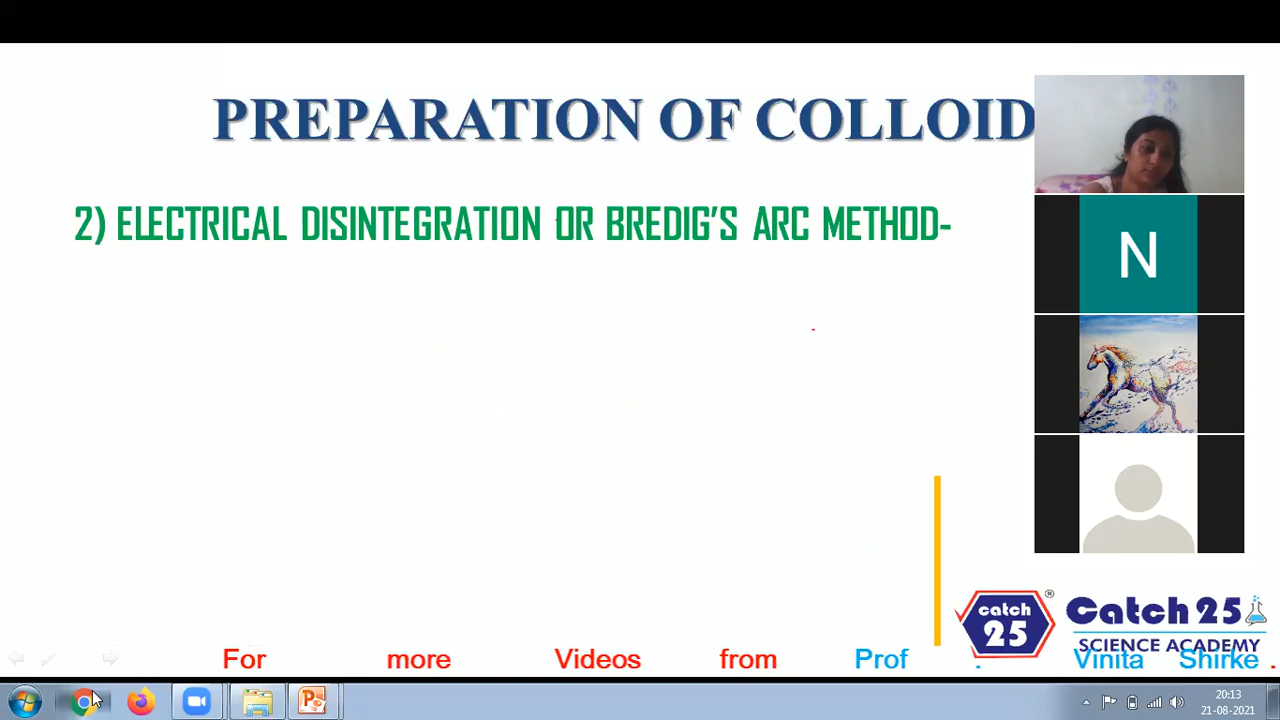 PREPARATION OF COLLOID
2) ELECTRICAL DISINTEGRATION OR BREDIG'S ARC METHOD-
N
catch
25
®
Catch 25
SCIENCE ACADEMY
For more Videos from Prof . Vinita Shirke .
20:13
21-08-2021